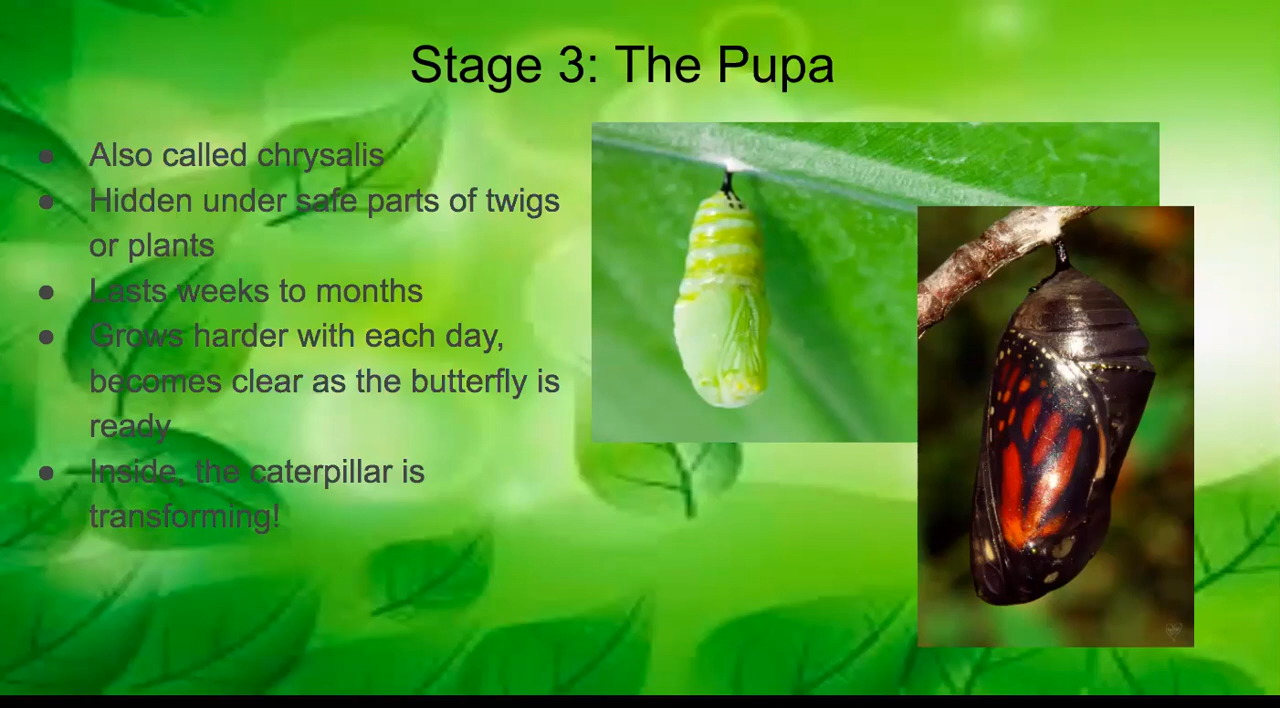 Stage 3: The Pupa
● Also called chrysalis
● Hidden under safe parts of twigs
or plants
● Lasts weeks to months
● Grows harder with each day,
becomes clear as the butterfly is
ready
● Inside, the caterpillar is
transforming!